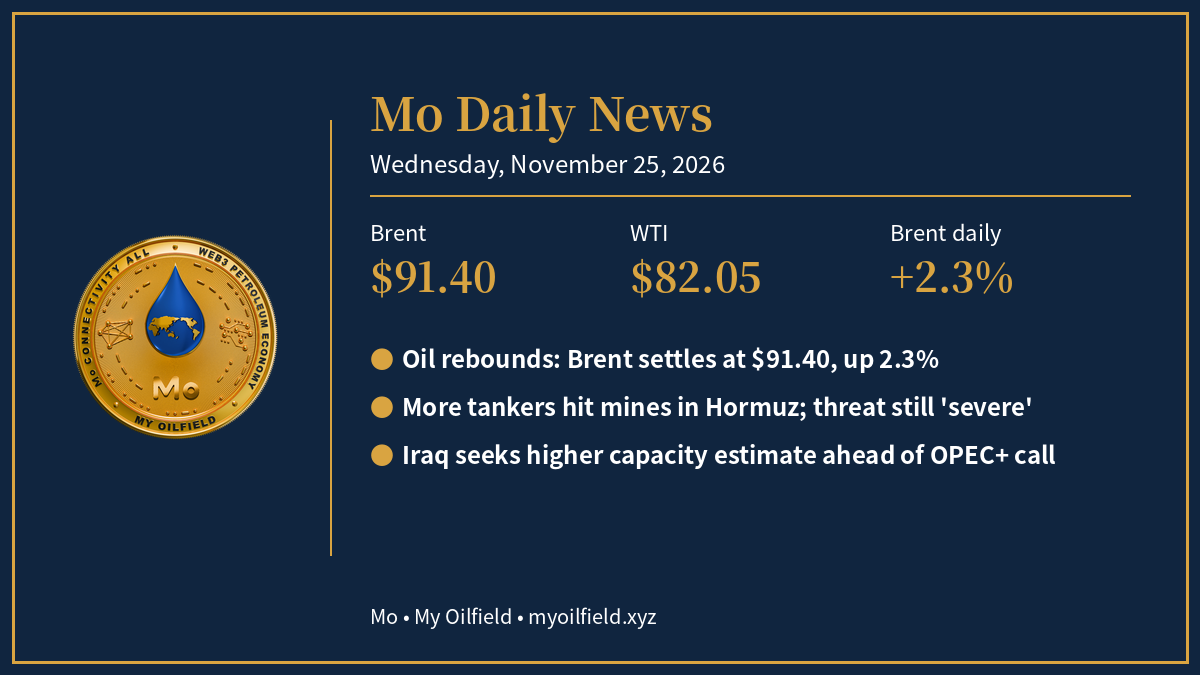 Mo Daily News
Wednesday, November 25, 2026
Brent
WTI
Brent daily
$91.40
$82.05
+2.3%
Oil rebounds: Brent settles at $91.40, up 2.3%
More tankers hit mines in Hormuz; threat still 'severe'
Iraq seeks higher capacity estimate ahead of OPEC+ call
Mo CONNECTIVITY ALL
WEB3 PETROLEUM ECONOMY
Mo
MY OILFIELD
Mo • My Oilfield • myoilfield.xyz